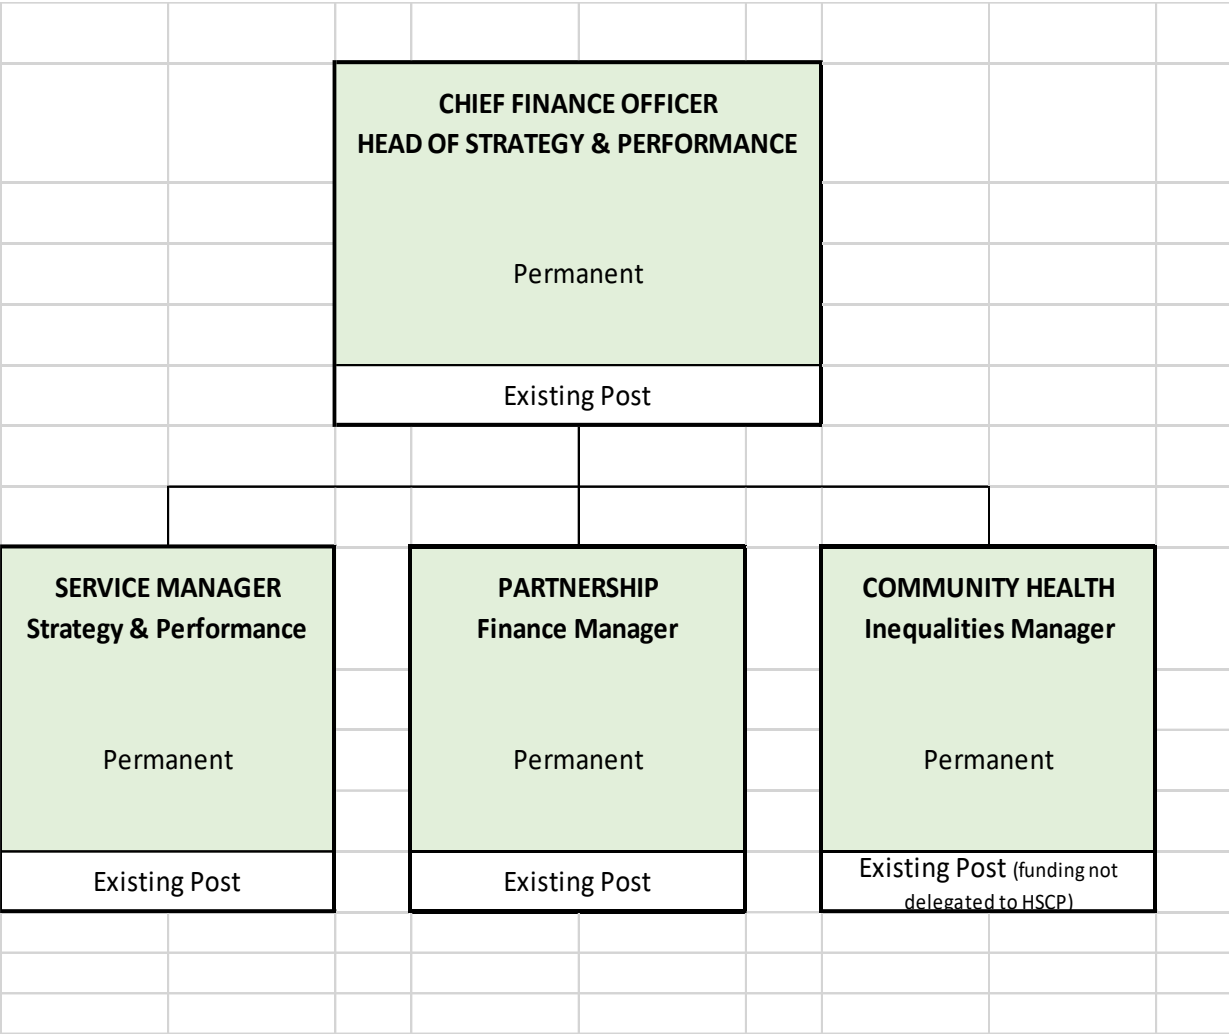 CHIEF FINANCE OFFICER
HEAD OF STRATEGY & PERFORMANCE
Permanent
Existing Post
SERVICE MANAGER
Strategy & Performance
Permanent
Existing Post
PARTNERSHIP
Finance Manager
Permanent
Existing Post
COMMUNITY HEALTH
Inequalities Manager
Permanent
Existing Post (funding not
delegated to HSCP)